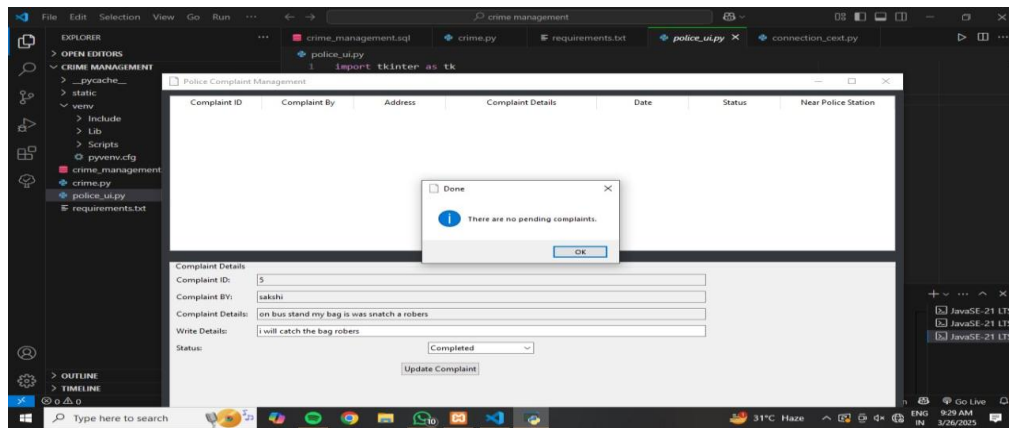 File Edit Selection View Go Run ··· crime management
EXPLORER ··· crime_management.sql crime.py requirements.txt police_ui.py connection_cext.py
> OPEN EDITORS police_ui.py
CRIME MANAGEMENT 1 import tkinter as tk
> __pycache__ Police Complaint Management
> static Complaint ID Complaint By Address Complaint Details Date Status Near Police Station
venv
> Include
> Lib
> Scripts
pyvenv.cfg
crime_management
crime.py
police_ui.py
requirements.txt
Done
There are no pending complaints.
OK
Complaint Details
Complaint ID: 5
Complaint BY: sakshi
Complaint Details: on bus stand my bag is was snatch a robers
Write Details: i will catch the bag robers
Status: Completed
Update Complaint
JavaSE-21 LTS
JavaSE-21 LTS
JavaSE-21 LTS
> OUTLINE
> TIMELINE
0 0 Go Live
Type here to search 10 31°C Haze ENG 9:29 AM
IN 3/26/2025